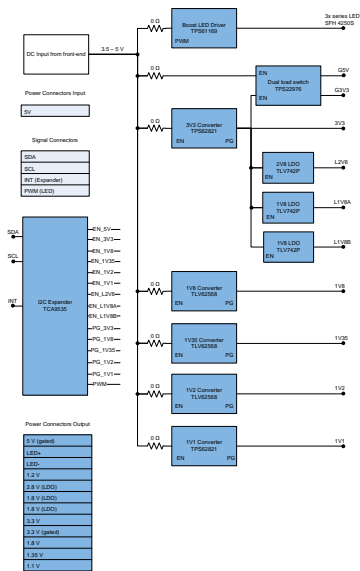 DC Input from front-end
3.5 – 5 V
0 Ω
Boost LED Driver
TPS61169
PWM
3x series LED
SFH 4250S
0 Ω
EN
Dual load switch
TPS22976
EN
G5V
G3V3
0 Ω
3V3 Converter
TPS62821
EN
PG
3V3
2V8 LDO
TLV742P
EN
L2V8
1V8 LDO
TLV742P
EN
L1V8A
1V8 LDO
TLV742P
EN
L1V8B
0 Ω
1V8 Converter
TLV62568
EN
PG
1V8
0 Ω
1V35 Converter
TLV62568
EN
PG
1V35
0 Ω
1V2 Converter
TLV62568
EN
PG
1V2
0 Ω
1V1 Converter
TPS62821
EN
PG
1V1
Power Connectors Input
5V
Signal Connectors
SDA
SCL
INT (Expander)
PWM (LED)
SDA
SCL
INT
I2C Expander
TCA9535
EN_5V
EN_3V3
EN_1V8
EN_1V35
EN_1V2
EN_1V1
EN_L2V8
EN_L1V8A
EN_L1V8B
PG_3V3
PG_1V8
PG_1V35
PG_1V2
PG_1V1
PWM
Power Connectors Output
5 V (gated)
LED+
LED-
1.2 V
2.8 V (LDO)
1.8 V (LDO)
1.8 V (LDO)
3.3 V
3.3 V (gated)
1.8 V
1.35 V
1.1 V